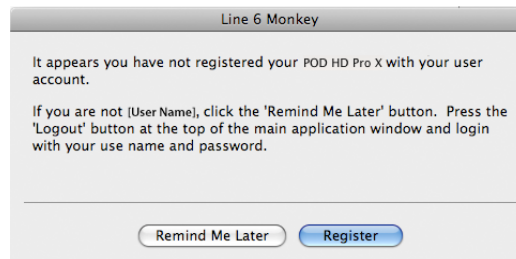 Line 6 Monkey
It appears you have not registered your POD HD Pro X with your user
account.
If you are not [User Name], click the 'Remind Me Later' button. Press the
'Logout' button at the top of the main application window and login
with your use name and password.
Remind Me Later
Register